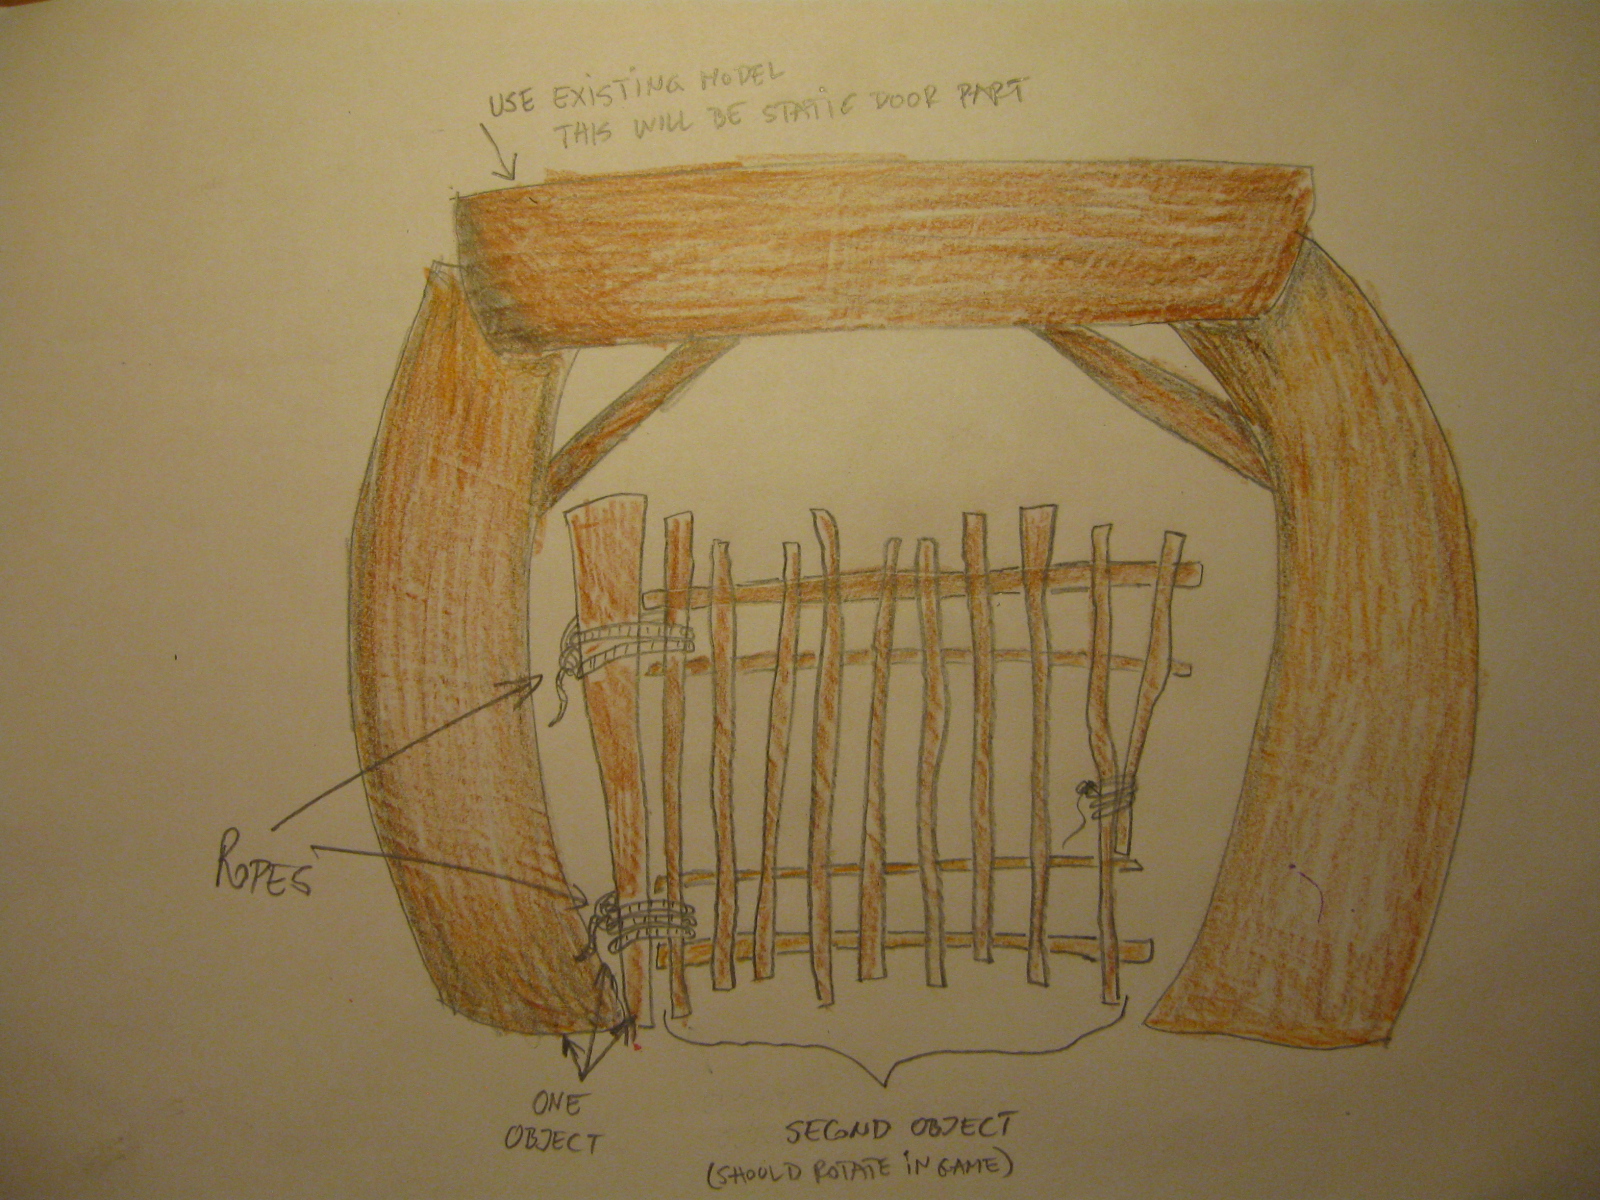 USE EXISTING MODEL
THIS WILL BE STATIC DOOR PART
ROPES
ONE
OBJECT
SECOND OBJECT
(SHOULD ROTATE IN GAME)